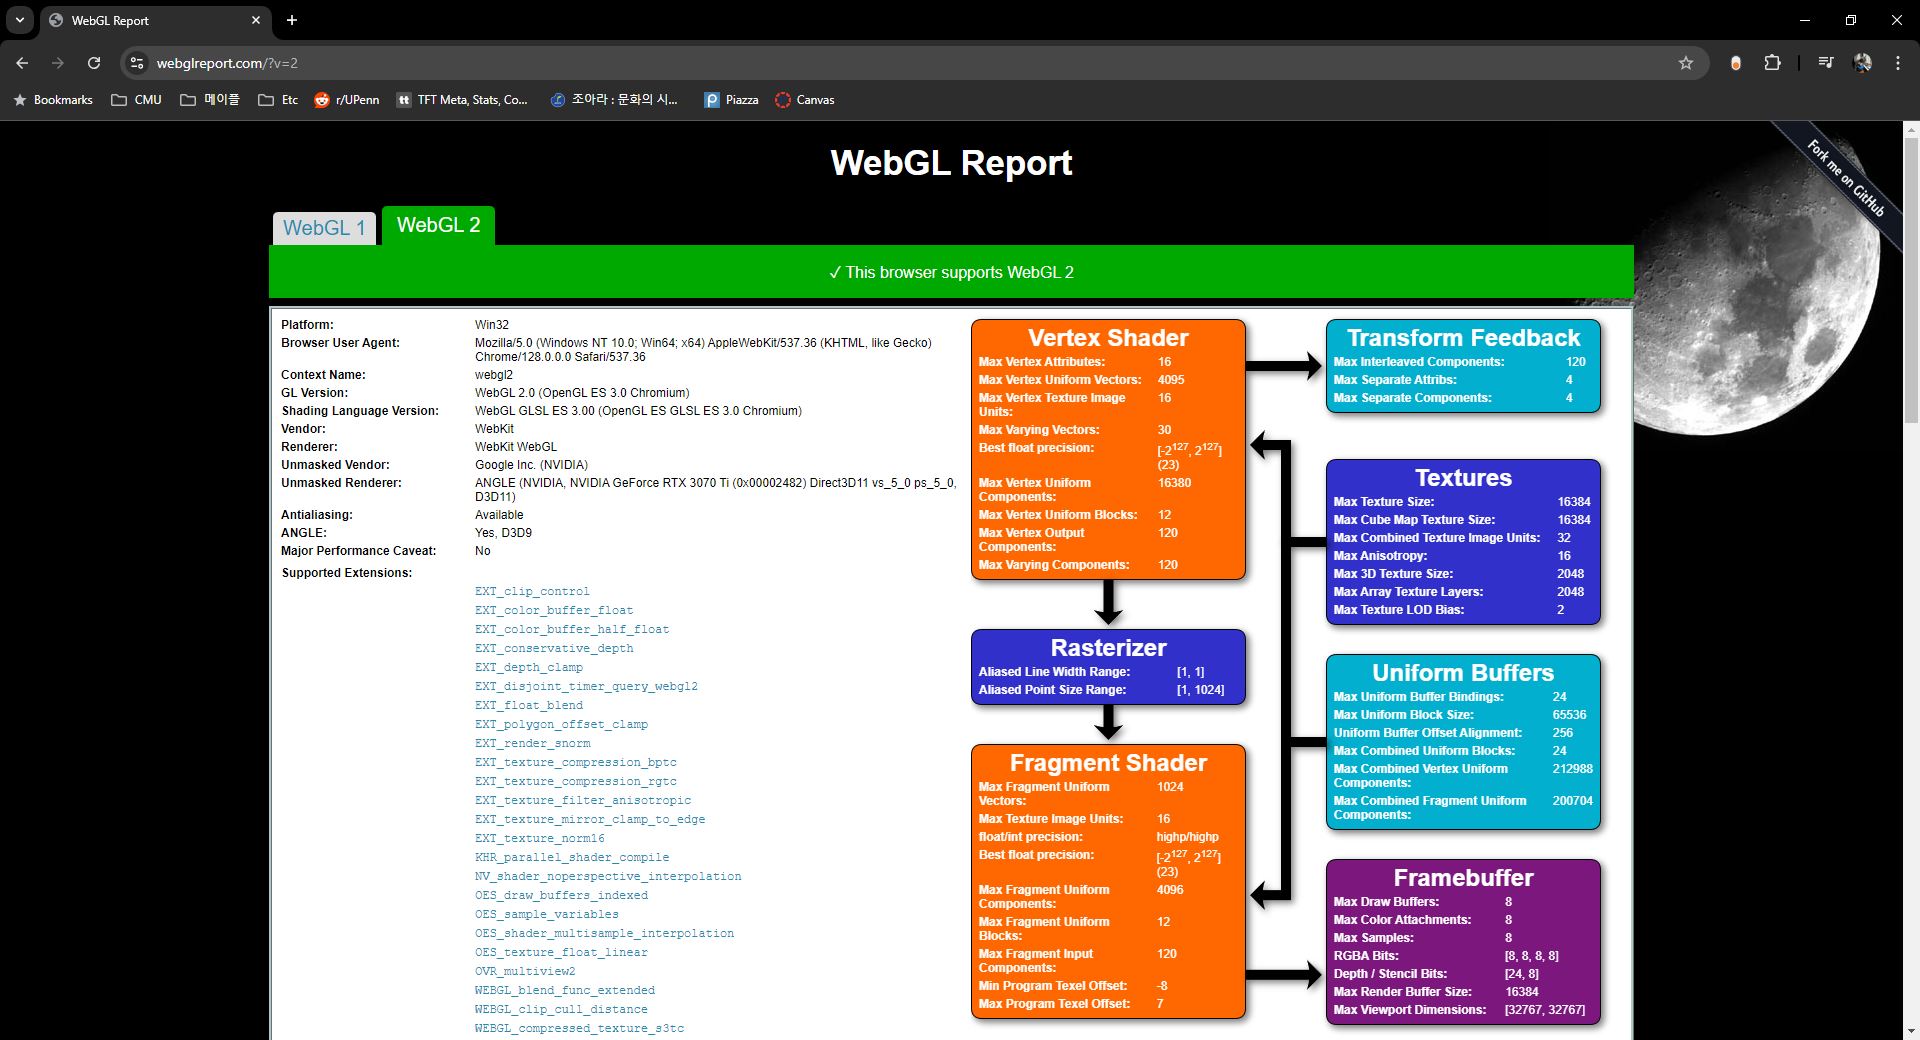 WebGL Report
webglreport.com/?v=2
Bookmarks CMU 메이플 Etc r/UPenn TFT Meta, Stats, Co... 조아라 : 문화의 시... Piazza Canvas
Fork me on GitHub
WebGL Report
WebGL 1 WebGL 2
✓ This browser supports WebGL 2
Platform: Win32
Browser User Agent: Mozilla/5.0 (Windows NT 10.0; Win64; x64) AppleWebKit/537.36 (KHTML, like Gecko)
Chrome/128.0.0.0 Safari/537.36
Context Name: webgl2
GL Version: WebGL 2.0 (OpenGL ES 3.0 Chromium)
Shading Language Version: WebGL GLSL ES 3.00 (OpenGL ES GLSL ES 3.0 Chromium)
Vendor: WebKit
Renderer: WebKit WebGL
Unmasked Vendor: Google Inc. (NVIDIA)
Unmasked Renderer: ANGLE (NVIDIA, NVIDIA GeForce RTX 3070 Ti (0x00002482) Direct3D11 vs_5_0 ps_5_0,
D3D11)
Antialiasing: Available
ANGLE: Yes, D3D9
Major Performance Caveat: No
Supported Extensions:
EXT_clip_control
EXT_color_buffer_float
EXT_color_buffer_half_float
EXT_conservative_depth
EXT_depth_clamp
EXT_disjoint_timer_query_webgl2
EXT_float_blend
EXT_polygon_offset_clamp
EXT_render_snorm
EXT_texture_compression_bptc
EXT_texture_compression_rgtc
EXT_texture_filter_anisotropic
EXT_texture_mirror_clamp_to_edge
EXT_texture_norm16
KHR_parallel_shader_compile
NV_shader_noperspective_interpolation
OES_draw_buffers_indexed
OES_sample_variables
OES_shader_multisample_interpolation
OES_texture_float_linear
OVR_multiview2
WEBGL_blend_func_extended
WEBGL_clip_cull_distance
WEBGL_compressed_texture_s3tc
Vertex Shader
Max Vertex Attributes: 16
Max Vertex Uniform Vectors: 4095
Max Vertex Texture Image 16
Units:
Max Varying Vectors: 30
Best float precision: [-2^127, 2^127]
(23)
Max Vertex Uniform 16380
Components:
Max Vertex Uniform Blocks: 12
Max Vertex Output 120
Components:
Max Varying Components: 120
Rasterizer
Aliased Line Width Range: [1, 1]
Aliased Point Size Range: [1, 1024]
Fragment Shader
Max Fragment Uniform 1024
Vectors:
Max Texture Image Units: 16
float/int precision: highp/highp
Best float precision: [-2^127, 2^127]
(23)
Max Fragment Uniform 4096
Components:
Max Fragment Uniform 12
Blocks:
Max Fragment Input 120
Components:
Min Program Texel Offset: -8
Max Program Texel Offset: 7
Transform Feedback
Max Interleaved Components: 120
Max Separate Attribs: 4
Max Separate Components: 4
Textures
Max Texture Size: 16384
Max Cube Map Texture Size: 16384
Max Combined Texture Image Units: 32
Max Anisotropy: 16
Max 3D Texture Size: 2048
Max Array Texture Layers: 2048
Max Texture LOD Bias: 2
Uniform Buffers
Max Uniform Buffer Bindings: 24
Max Uniform Block Size: 65536
Uniform Buffer Offset Alignment: 256
Max Combined Uniform Blocks: 24
Max Combined Vertex Uniform 212988
Components:
Max Combined Fragment Uniform 200704
Components:
Framebuffer
Max Draw Buffers: 8
Max Color Attachments: 8
Max Samples: 8
RGBA Bits: [8, 8, 8, 8]
Depth / Stencil Bits: [24, 8]
Max Render Buffer Size: 16384
Max Viewport Dimensions: [32767, 32767]